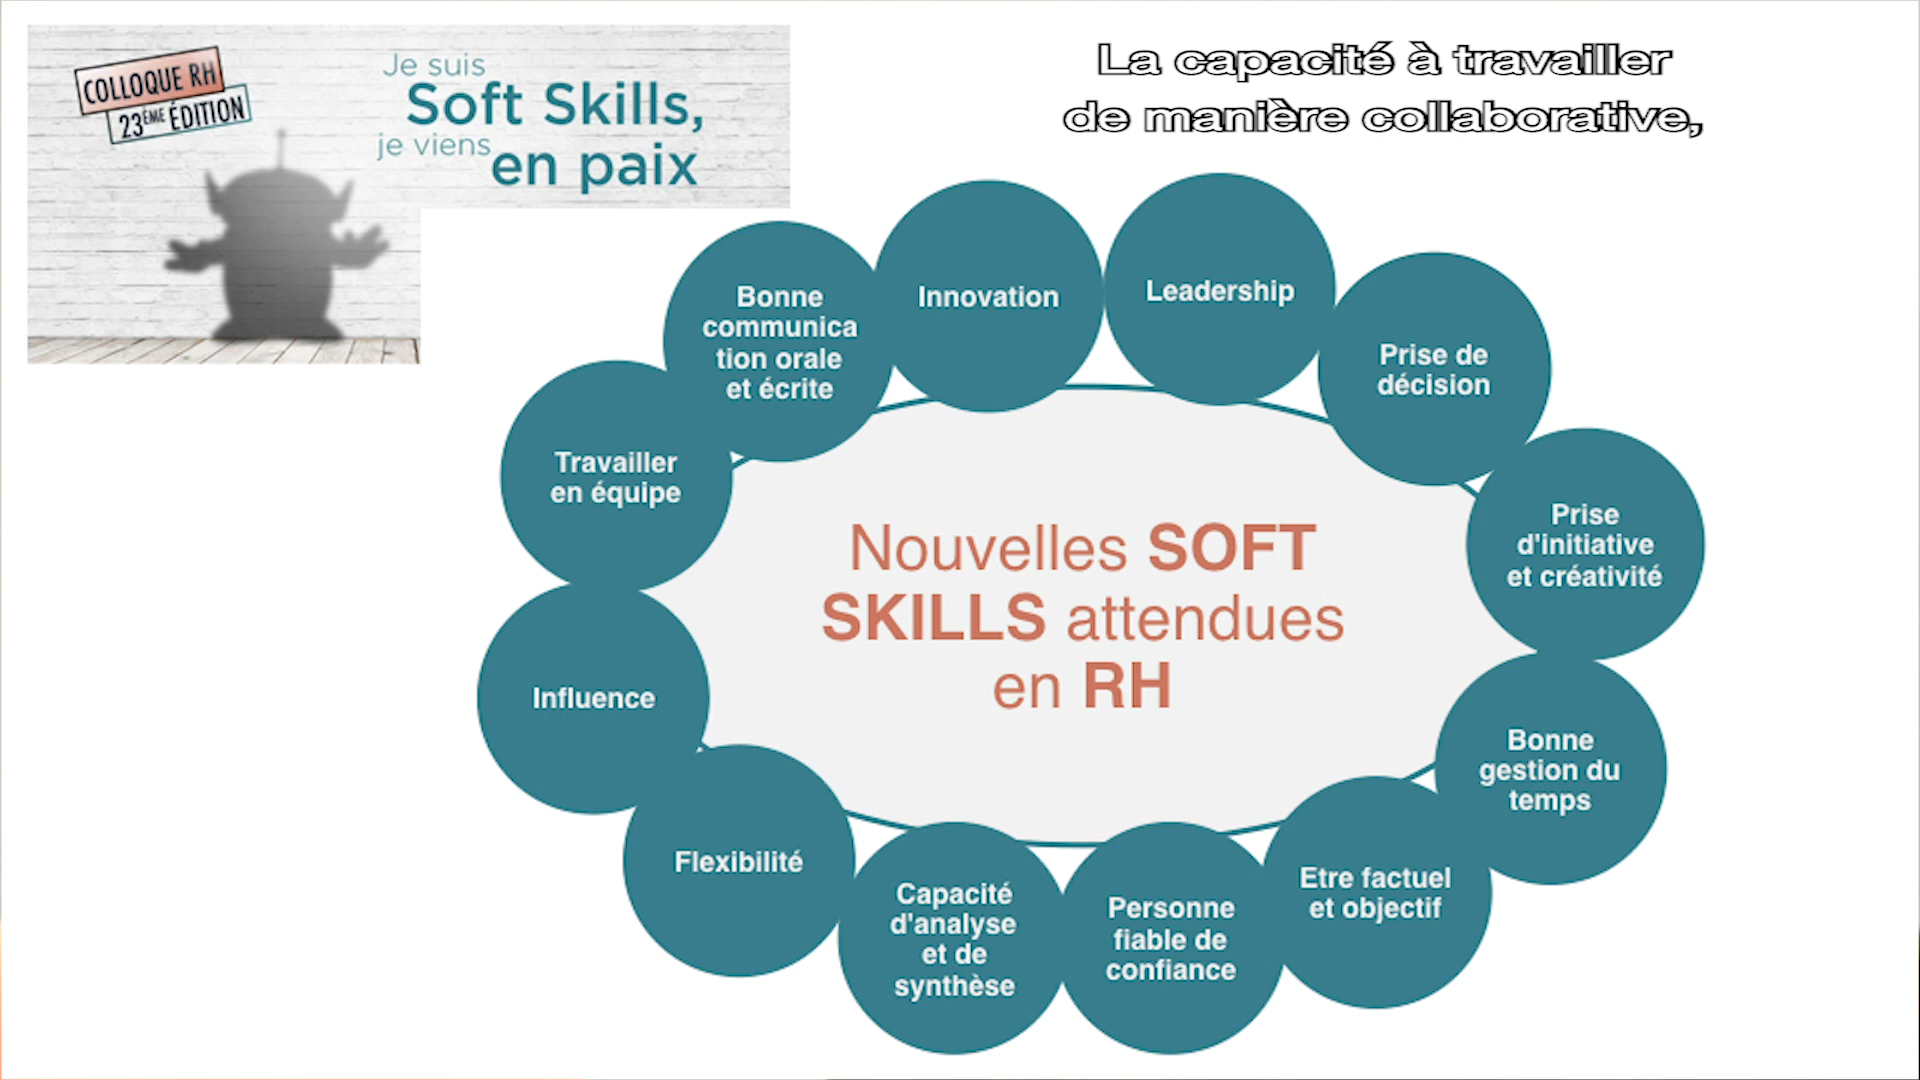 COLLOQUE RH
23ÈME ÉDITION
Je suis
Soft Skills,
je viens
en paix
La capacité à travailler
de manière collaborative,
Bonne
communica
tion orale
et écrite
Innovation
Leadership
Prise de
décision
Prise
d'initiative
et créativité
Bonne
gestion du
temps
Etre factuel
et objectif
Personne
fiable de
confiance
Capacité
d'analyse
et de
synthèse
Flexibilité
Influence
Travailler
en équipe
Nouvelles SOFT
SKILLS attendues
en RH